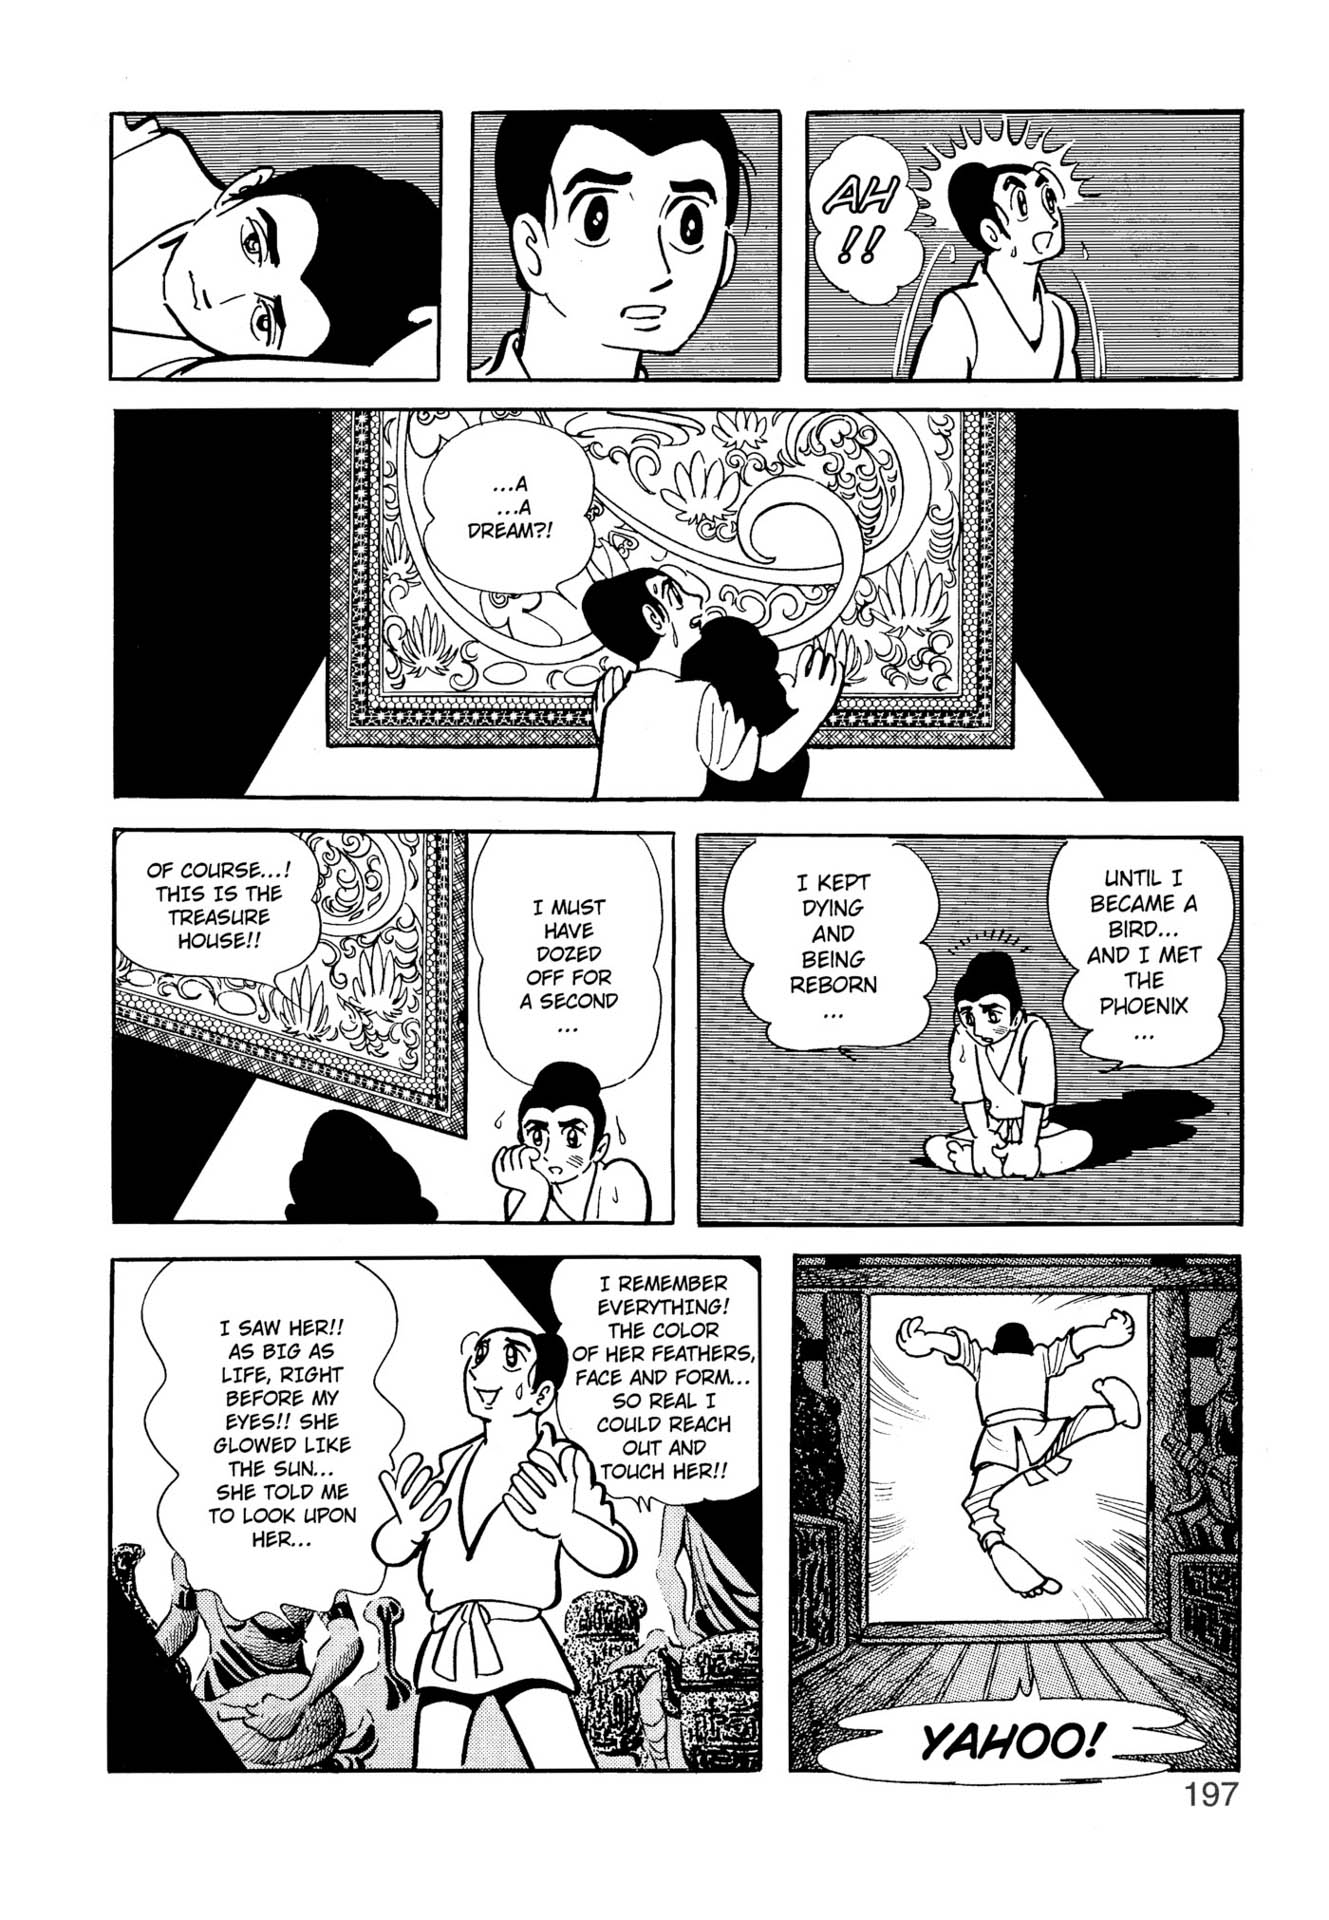 AH
!!
...A
...A
DREAM?!
OF COURSE...!
THIS IS THE
TREASURE
HOUSE!!
I MUST
HAVE
DOZED
OFF FOR
A SECOND
...
I KEPT
DYING
AND
BEING
REBORN
...
UNTIL I
BECAME A
BIRD...
AND I MET
THE
PHOENIX
...
I SAW HER!!
AS BIG AS
LIFE, RIGHT
BEFORE MY
EYES!! SHE
GLOWED LIKE
THE SUN...
SHE TOLD ME
TO LOOK UPON
HER...
I REMEMBER
EVERYTHING!
THE COLOR
OF HER FEATHERS,
FACE AND FORM...
SO REAL I
COULD REACH
OUT AND
TOUCH HER!!
YAHOO!
197